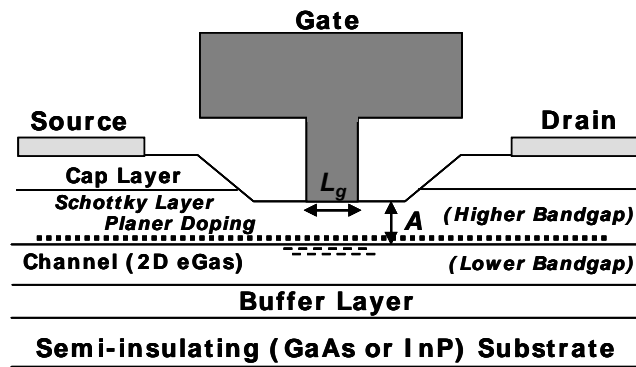 Gate
Source
Drain
Cap Layer
Lg
Schottky Layer
A
(Higher Bandgap)
Planer Doping
Channel (2D eGas)
(Lower Bandgap)
Buffer Layer
Semi-insulating (GaAs or InP) Substrate